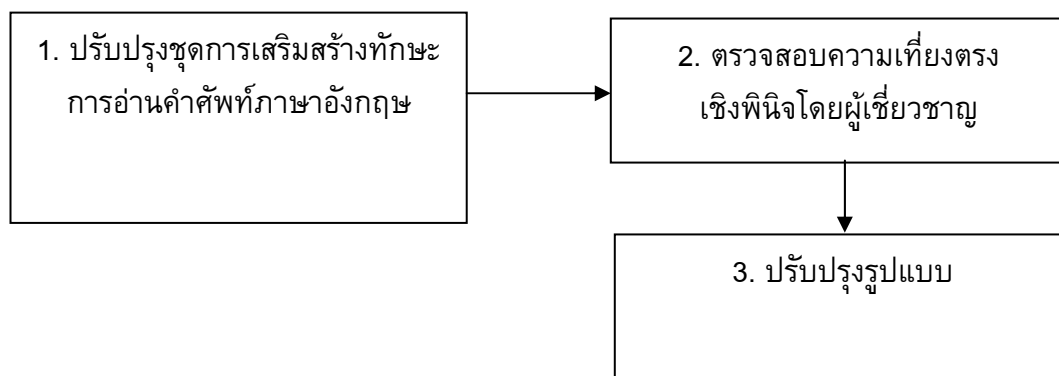 1. ปรับปรุงชุดการเสริมสร้างทักษะ
การอ่านคำศัพท์ภาษาอังกฤษ
2. ตรวจสอบความเที่ยงตรง
เชิงพินิจโดยผู้เชี่ยวชาญ
3. ปรับปรุงรูปแบบ